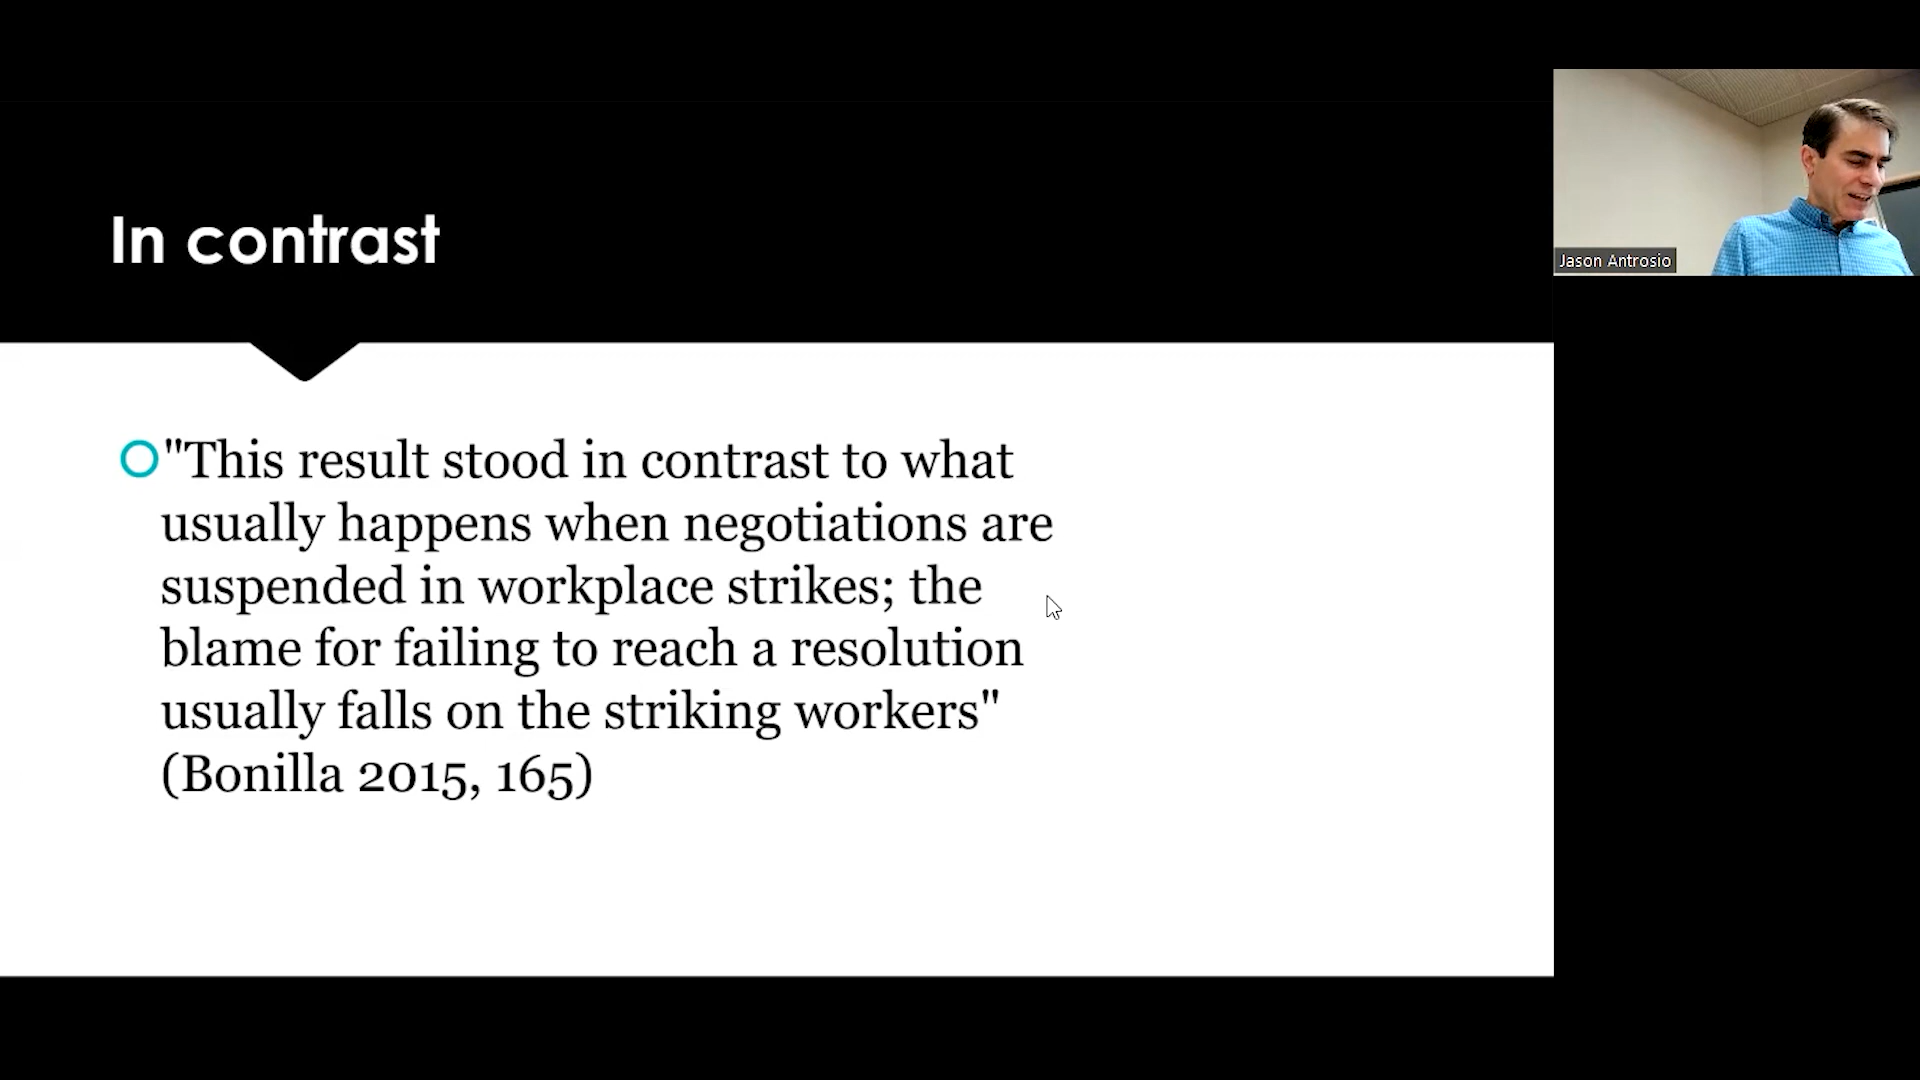 In contrast
"This result stood in contrast to what
usually happens when negotiations are
suspended in workplace strikes; the
blame for failing to reach a resolution
usually falls on the striking workers"
(Bonilla 2015, 165)
Jason Antrosio